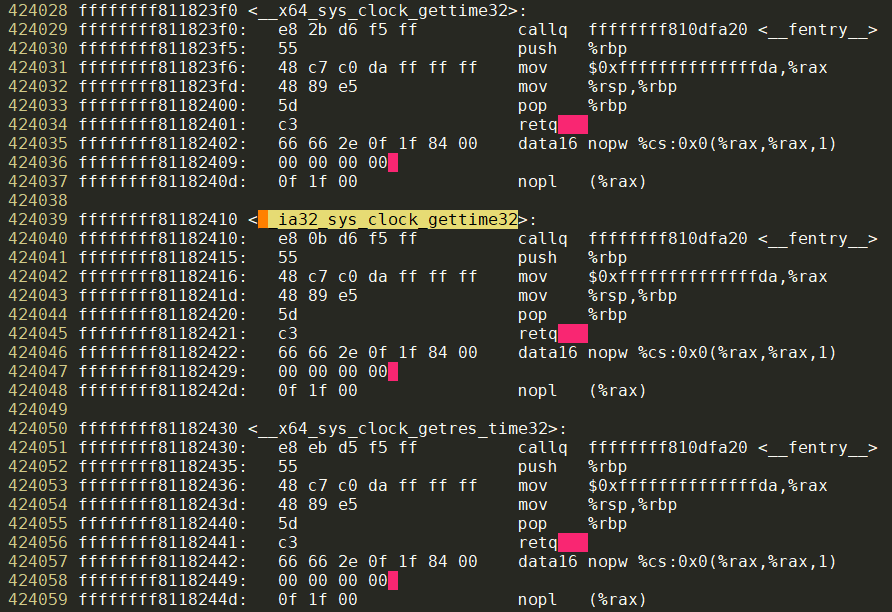 424028 ffffffff811823f0 <__x64_sys_clock_gettime32>:
424029 ffffffff811823f0:   e8 2b d6 f5 ff          callq  ffffffff810dfa20 <__fentry__>
424030 ffffffff811823f5:   55                      push   %rbp
424031 ffffffff811823f6:   48 c7 c0 da ff ff ff    mov    $0xffffffffffffffda,%rax
424032 ffffffff811823fd:   48 89 e5                mov    %rsp,%rbp
424033 ffffffff81182400:   5d                      pop    %rbp
424034 ffffffff81182401:   c3                      retq
424035 ffffffff81182402:   66 66 2e 0f 1f 84 00    data16 nopw %cs:0x0(%rax,%rax,1)
424036 ffffffff81182409:   00 00 00 00
424037 ffffffff8118240d:   0f 1f 00                nopl   (%rax)
424038
424039 ffffffff81182410 <__ia32_sys_clock_gettime32>:
424040 ffffffff81182410:   e8 0b d6 f5 ff          callq  ffffffff810dfa20 <__fentry__>
424041 ffffffff81182415:   55                      push   %rbp
424042 ffffffff81182416:   48 c7 c0 da ff ff ff    mov    $0xffffffffffffffda,%rax
424043 ffffffff8118241d:   48 89 e5                mov    %rsp,%rbp
424044 ffffffff81182420:   5d                      pop    %rbp
424045 ffffffff81182421:   c3                      retq
424046 ffffffff81182422:   66 66 2e 0f 1f 84 00    data16 nopw %cs:0x0(%rax,%rax,1)
424047 ffffffff81182429:   00 00 00 00
424048 ffffffff8118242d:   0f 1f 00                nopl   (%rax)
424049
424050 ffffffff81182430 <__x64_sys_clock_getres_time32>:
424051 ffffffff81182430:   e8 eb d5 f5 ff          callq  ffffffff810dfa20 <__fentry__>
424052 ffffffff81182435:   55                      push   %rbp
424053 ffffffff81182436:   48 c7 c0 da ff ff ff    mov    $0xffffffffffffffda,%rax
424054 ffffffff8118243d:   48 89 e5                mov    %rsp,%rbp
424055 ffffffff81182440:   5d                      pop    %rbp
424056 ffffffff81182441:   c3                      retq
424057 ffffffff81182442:   66 66 2e 0f 1f 84 00    data16 nopw %cs:0x0(%rax,%rax,1)
424058 ffffffff81182449:   00 00 00 00
424059 ffffffff8118244d:   0f 1f 00                nopl   (%rax)